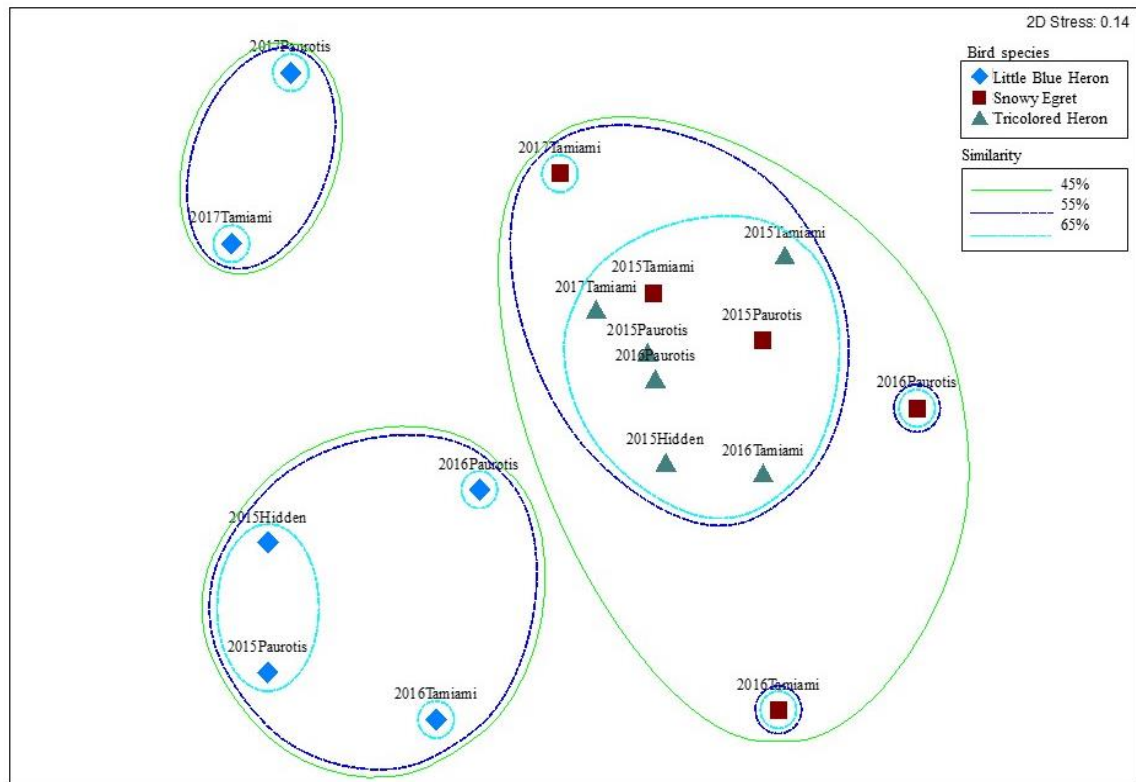 2D Stress: 0.14
Bird species
Little Blue Heron
Snowy Egret
Tricolored Heron
Similarity
45%
55%
65%
2017Paurotis
2017Tamiami
2017Tamiami
2015Tamiami
2015Tamiami
2017Tamiami
2015Paurotis
2015Paurotis
2016Paurotis
2016Paurotis
2015Hidden
2016Tamiami
2016Paurotis
2015Hidden
2015Paurotis
2016Tamiami
2016Tamiami